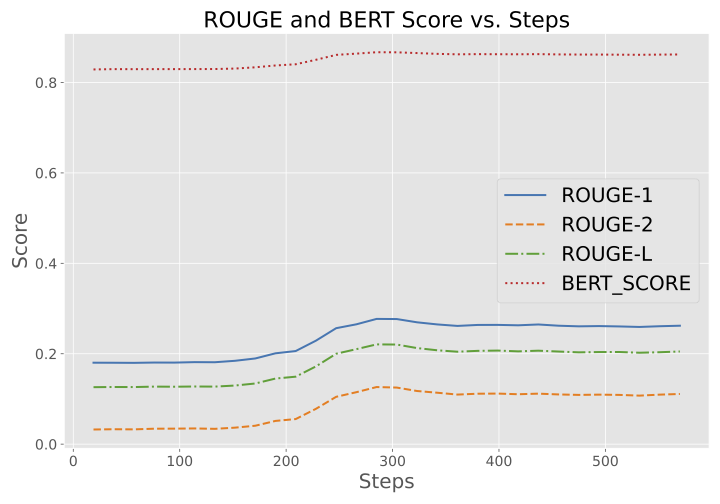 ROUGE and BERT Score vs. Steps
0.8
0.6
0.4
0.2
0.0
Score
ROUGE-1
ROUGE-2
ROUGE-L
BERT_SCORE
0 100 200 300 400 500
Steps